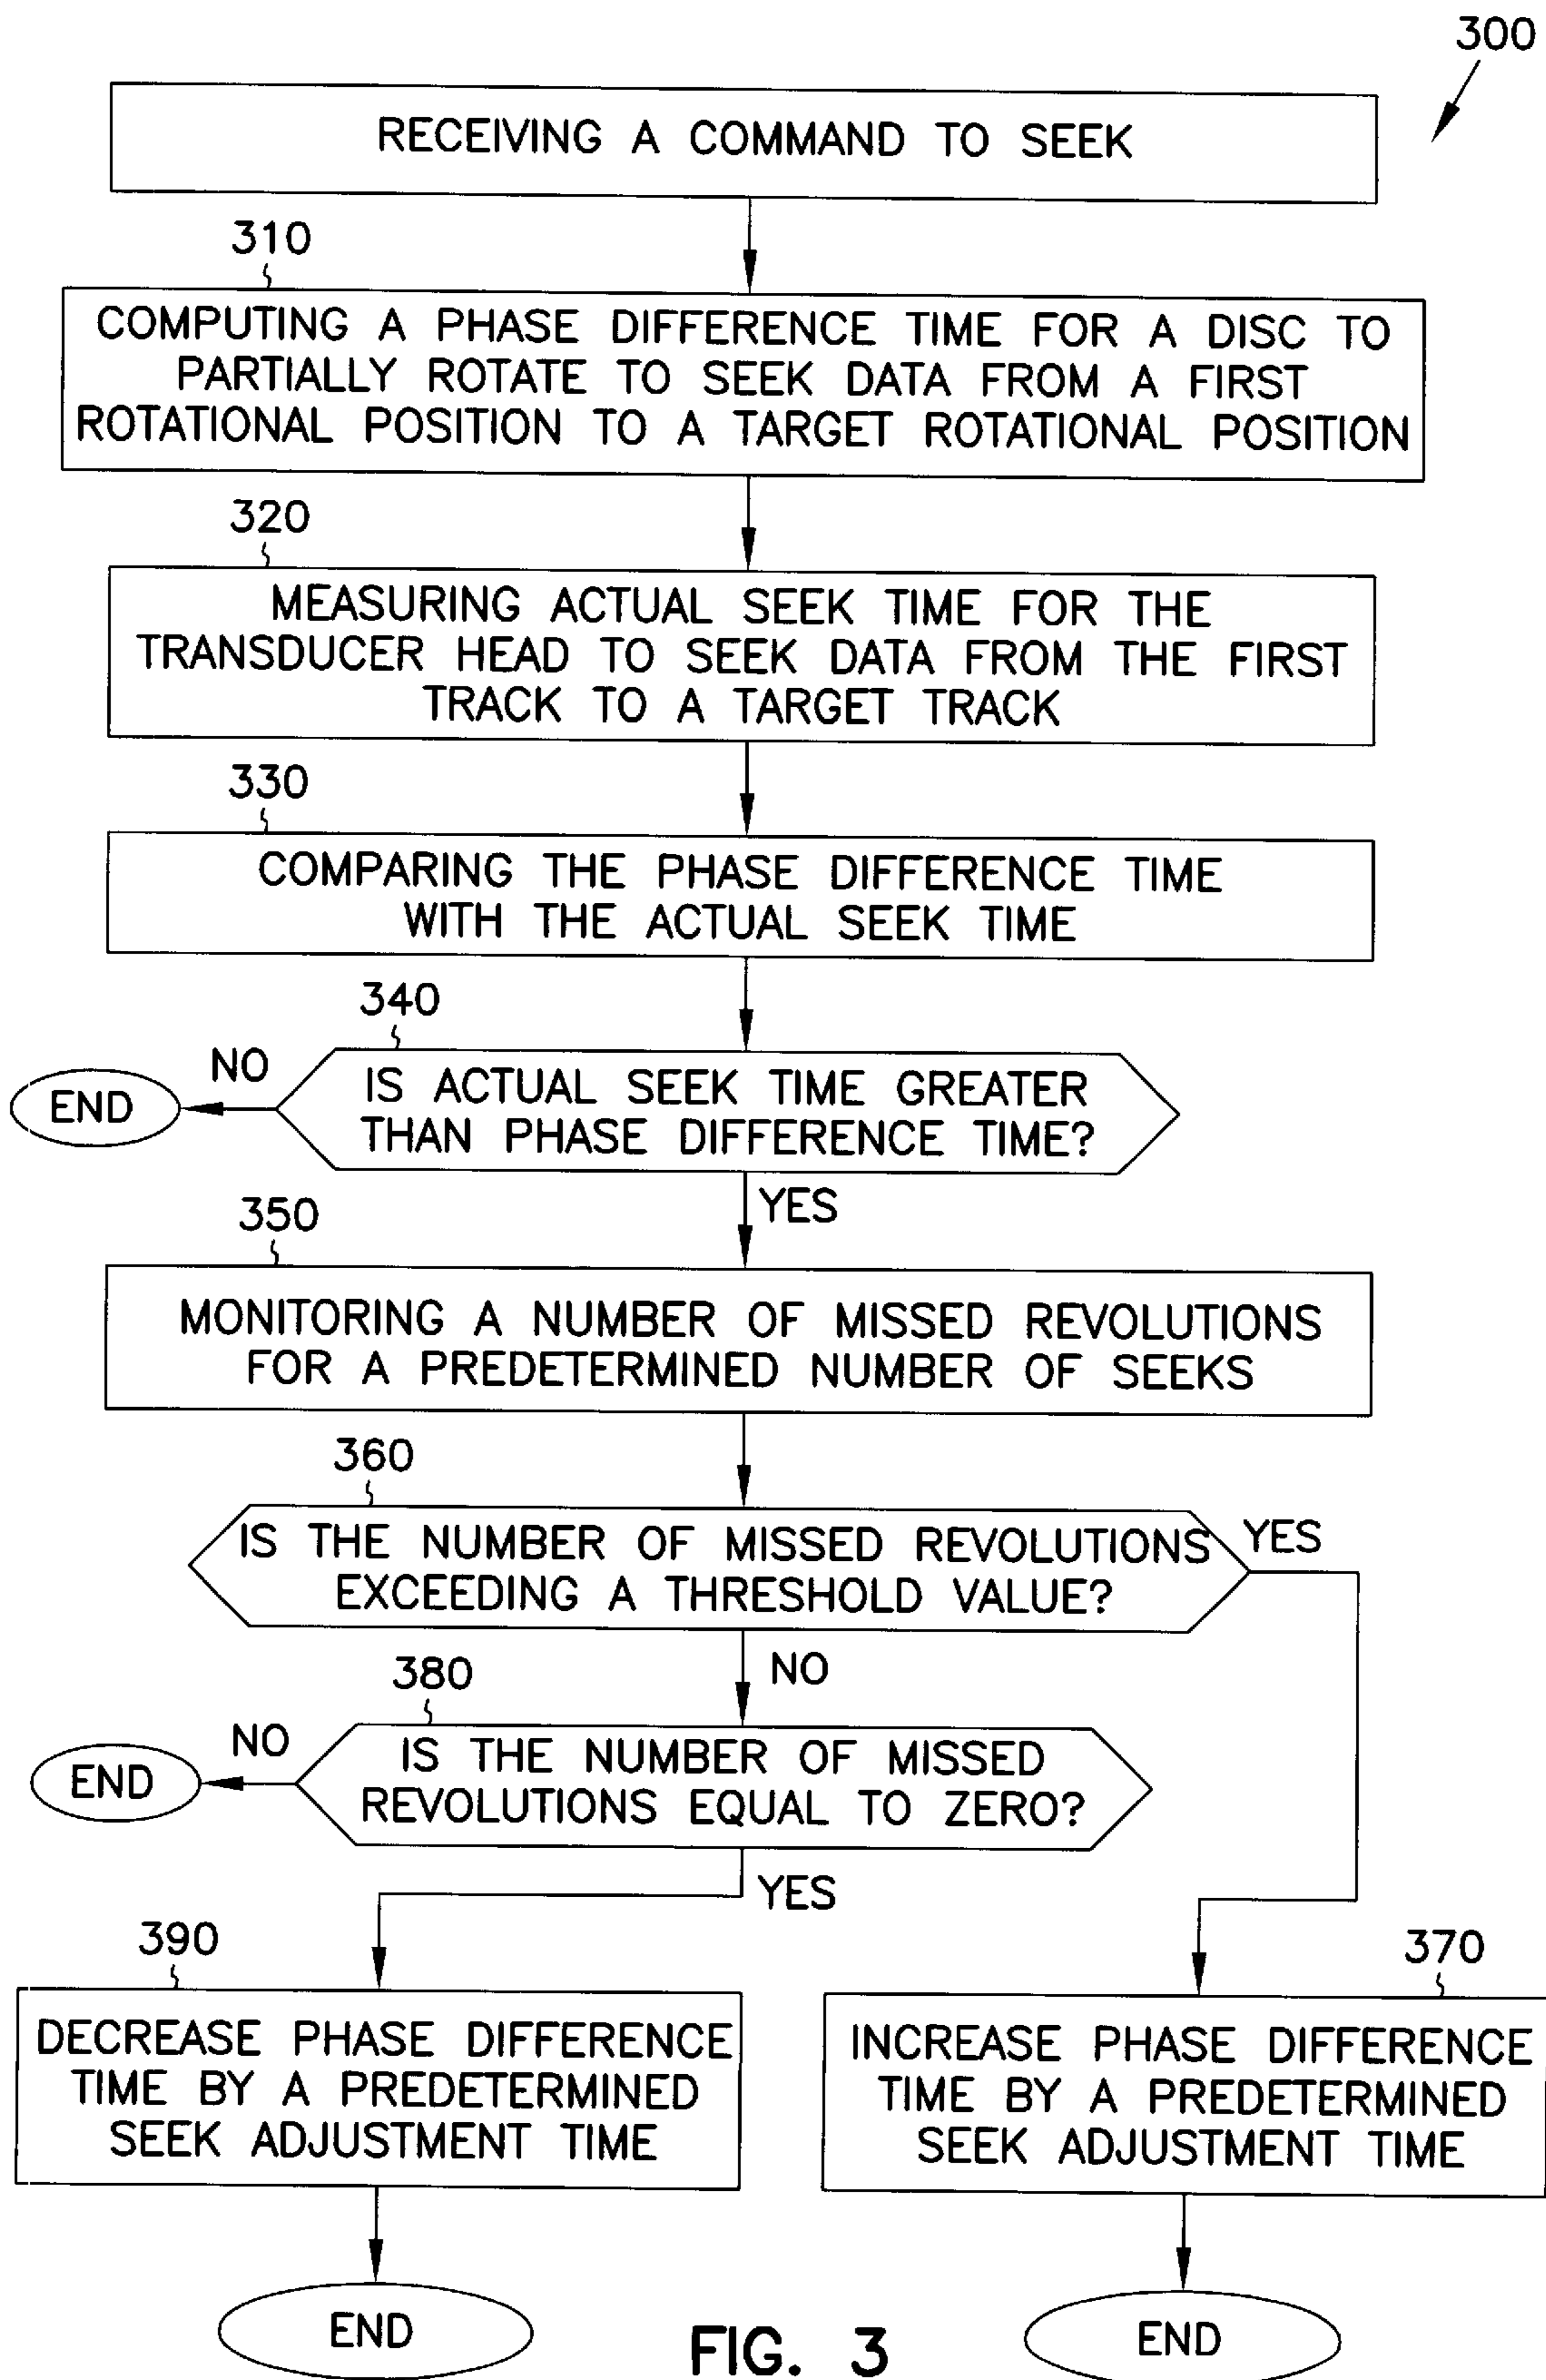 300
RECEIVING A COMMAND TO SEEK
310
COMPUTING A PHASE DIFFERENCE TIME FOR A DISC TO
PARTIALLY ROTATE TO SEEK DATA FROM A FIRST
ROTATIONAL POSITION TO A TARGET ROTATIONAL POSITION
320
MEASURING ACTUAL SEEK TIME FOR THE
TRANSDUCER HEAD TO SEEK DATA FROM THE FIRST
TRACK TO A TARGET TRACK
330
COMPARING THE PHASE DIFFERENCE TIME
WITH THE ACTUAL SEEK TIME
340
IS ACTUAL SEEK TIME GREATER
THAN PHASE DIFFERENCE TIME?
NO
END
YES
350
MONITORING A NUMBER OF MISSED REVOLUTIONS
FOR A PREDETERMINED NUMBER OF SEEKS
360
IS THE NUMBER OF MISSED REVOLUTIONS
EXCEEDING A THRESHOLD VALUE?
YES
NO
380
IS THE NUMBER OF MISSED
REVOLUTIONS EQUAL TO ZERO?
NO
END
YES
390
DECREASE PHASE DIFFERENCE
TIME BY A PREDETERMINED
SEEK ADJUSTMENT TIME
END
370
INCREASE PHASE DIFFERENCE
TIME BY A PREDETERMINED
SEEK ADJUSTMENT TIME
END
FIG. 3